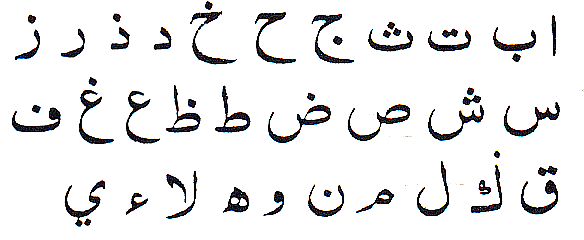 ا ب ت ث ج ح خ د ذ ر ز
س ش ص ض ط ظ ع غ ف
ق ك ل م ن و ه لا ء ي